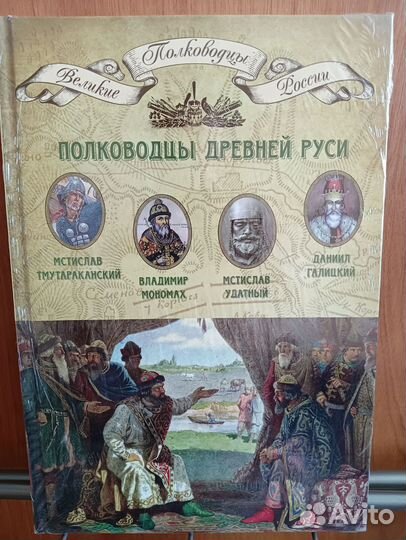 Великие
Полководцы
России
ПОЛКОВОДЦЫ ДРЕВНЕЙ РУСИ
МСТИСЛАВ
ТМУТАРАКАНСКИЙ
ВЛАДИМИР
МОНОМАХ
МСТИСЛАВ
УДАТНЫЙ
ДАНИИЛ
ГАЛИЦКИЙ
Avito